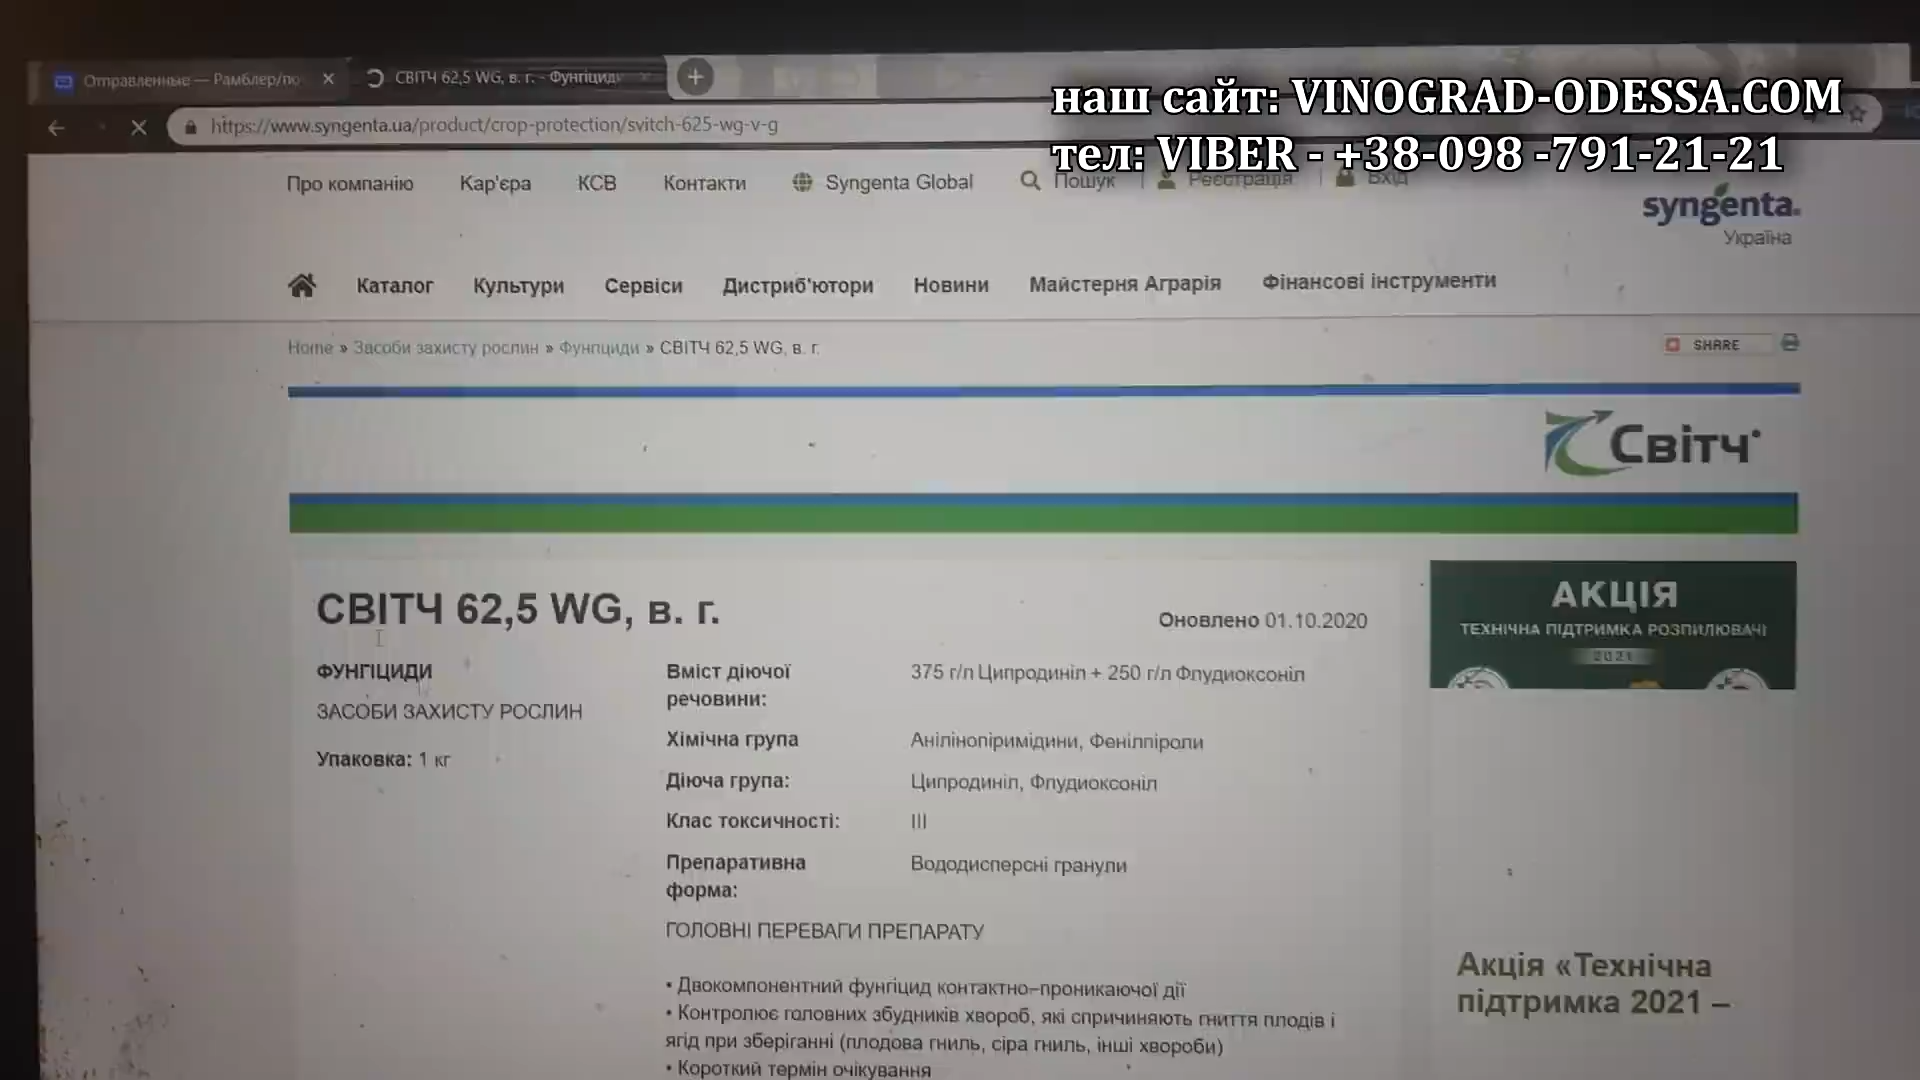 наш сайт: VINOGRAD-ODESSA.COM
тел: VIBER - +38-098 -791-21-21
Отправленные — Рамблер/по
СВІТЧ 62,5 WG, в. г. - Фунгіциди
https://www.syngenta.ua/product/crop-protection/svitch-625-wg-v-g
Про компанію Кар'єра КСВ Контакти Syngenta Global Пошук Реєстрація Вхід
syngenta.
Україна
Каталог Культури Сервіси Дистриб'ютори Новини Майстерня Аграрія Фінансові інструменти
Home » Засоби захисту рослин » Фунгіциди » СВІТЧ 62,5 WG, в. г.
SHARE
Світч
СВІТЧ 62,5 WG, в. г.
Оновлено 01.10.2020
ФУНГІЦИДИ
ЗАСОБИ ЗАХИСТУ РОСЛИН
Упаковка: 1 кг
Вміст діючої речовини: 375 г/л Ципродиніл + 250 г/л Флудиоксоніл
Хімічна група Анілінопіримідини, Фенілпіроли
Діюча група: Ципродиніл, Флудиоксоніл
Клас токсичності: III
Препаративна форма: Вододисперсні гранули
ГОЛОВНІ ПЕРЕВАГИ ПРЕПАРАТУ
• Двокомпонентний фунгіцид контактно–проникаючої дії
• Контролює головних збудників хвороб, які спричиняють гниття плодів і
ягід при зберіганні (плодова гниль, сіра гниль, інші хвороби)
• Короткий термін очікування
АКЦІЯ
ТЕХНІЧНА ПІДТРИМКА РОЗПИЛЮВАЧІ
2021
Акція «Технічна
підтримка 2021 –